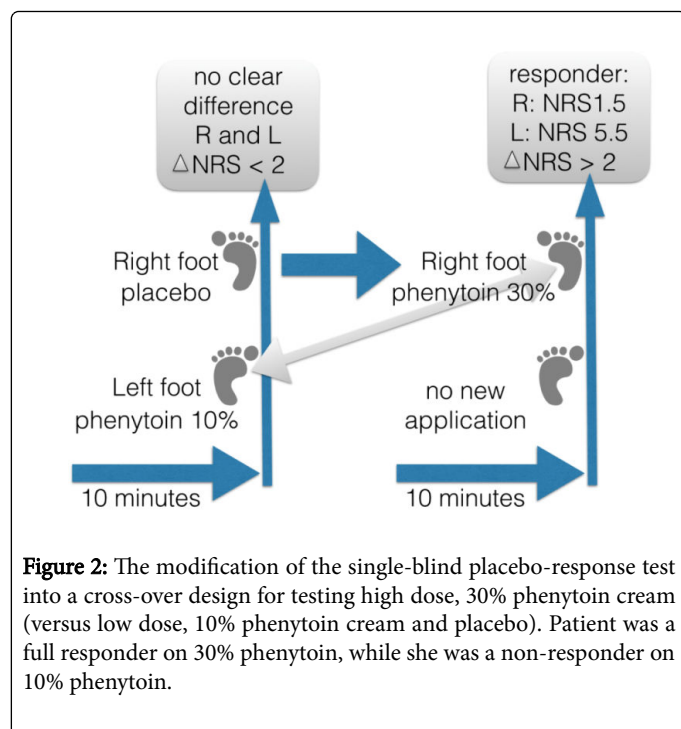 no clear
difference
R and L
△NRS < 2
responder:
R: NRS1.5
L: NRS 5.5
△NRS > 2
Right foot
placebo
Right foot
phenytoin 30%
Left foot
phenytoin 10%
no new
application
10 minutes
10 minutes
Figure 2: The modification of the single-blind placebo-response test
into a cross-over design for testing high dose, 30% phenytoin cream
(versus low dose, 10% phenytoin cream and placebo). Patient was a
full responder on 30% phenytoin, while she was a non-responder on
10% phenytoin.